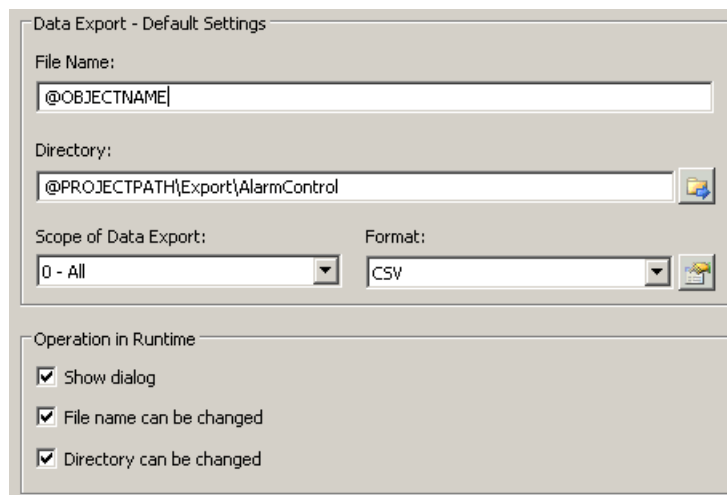 Data Export - Default Settings
File Name:
@OBJECTNAME
Directory:
@PROJECTPATH\Export\AlarmControl
Scope of Data Export: Format:
0 - All CSV
Operation in Runtime
Show dialog
File name can be changed
Directory can be changed